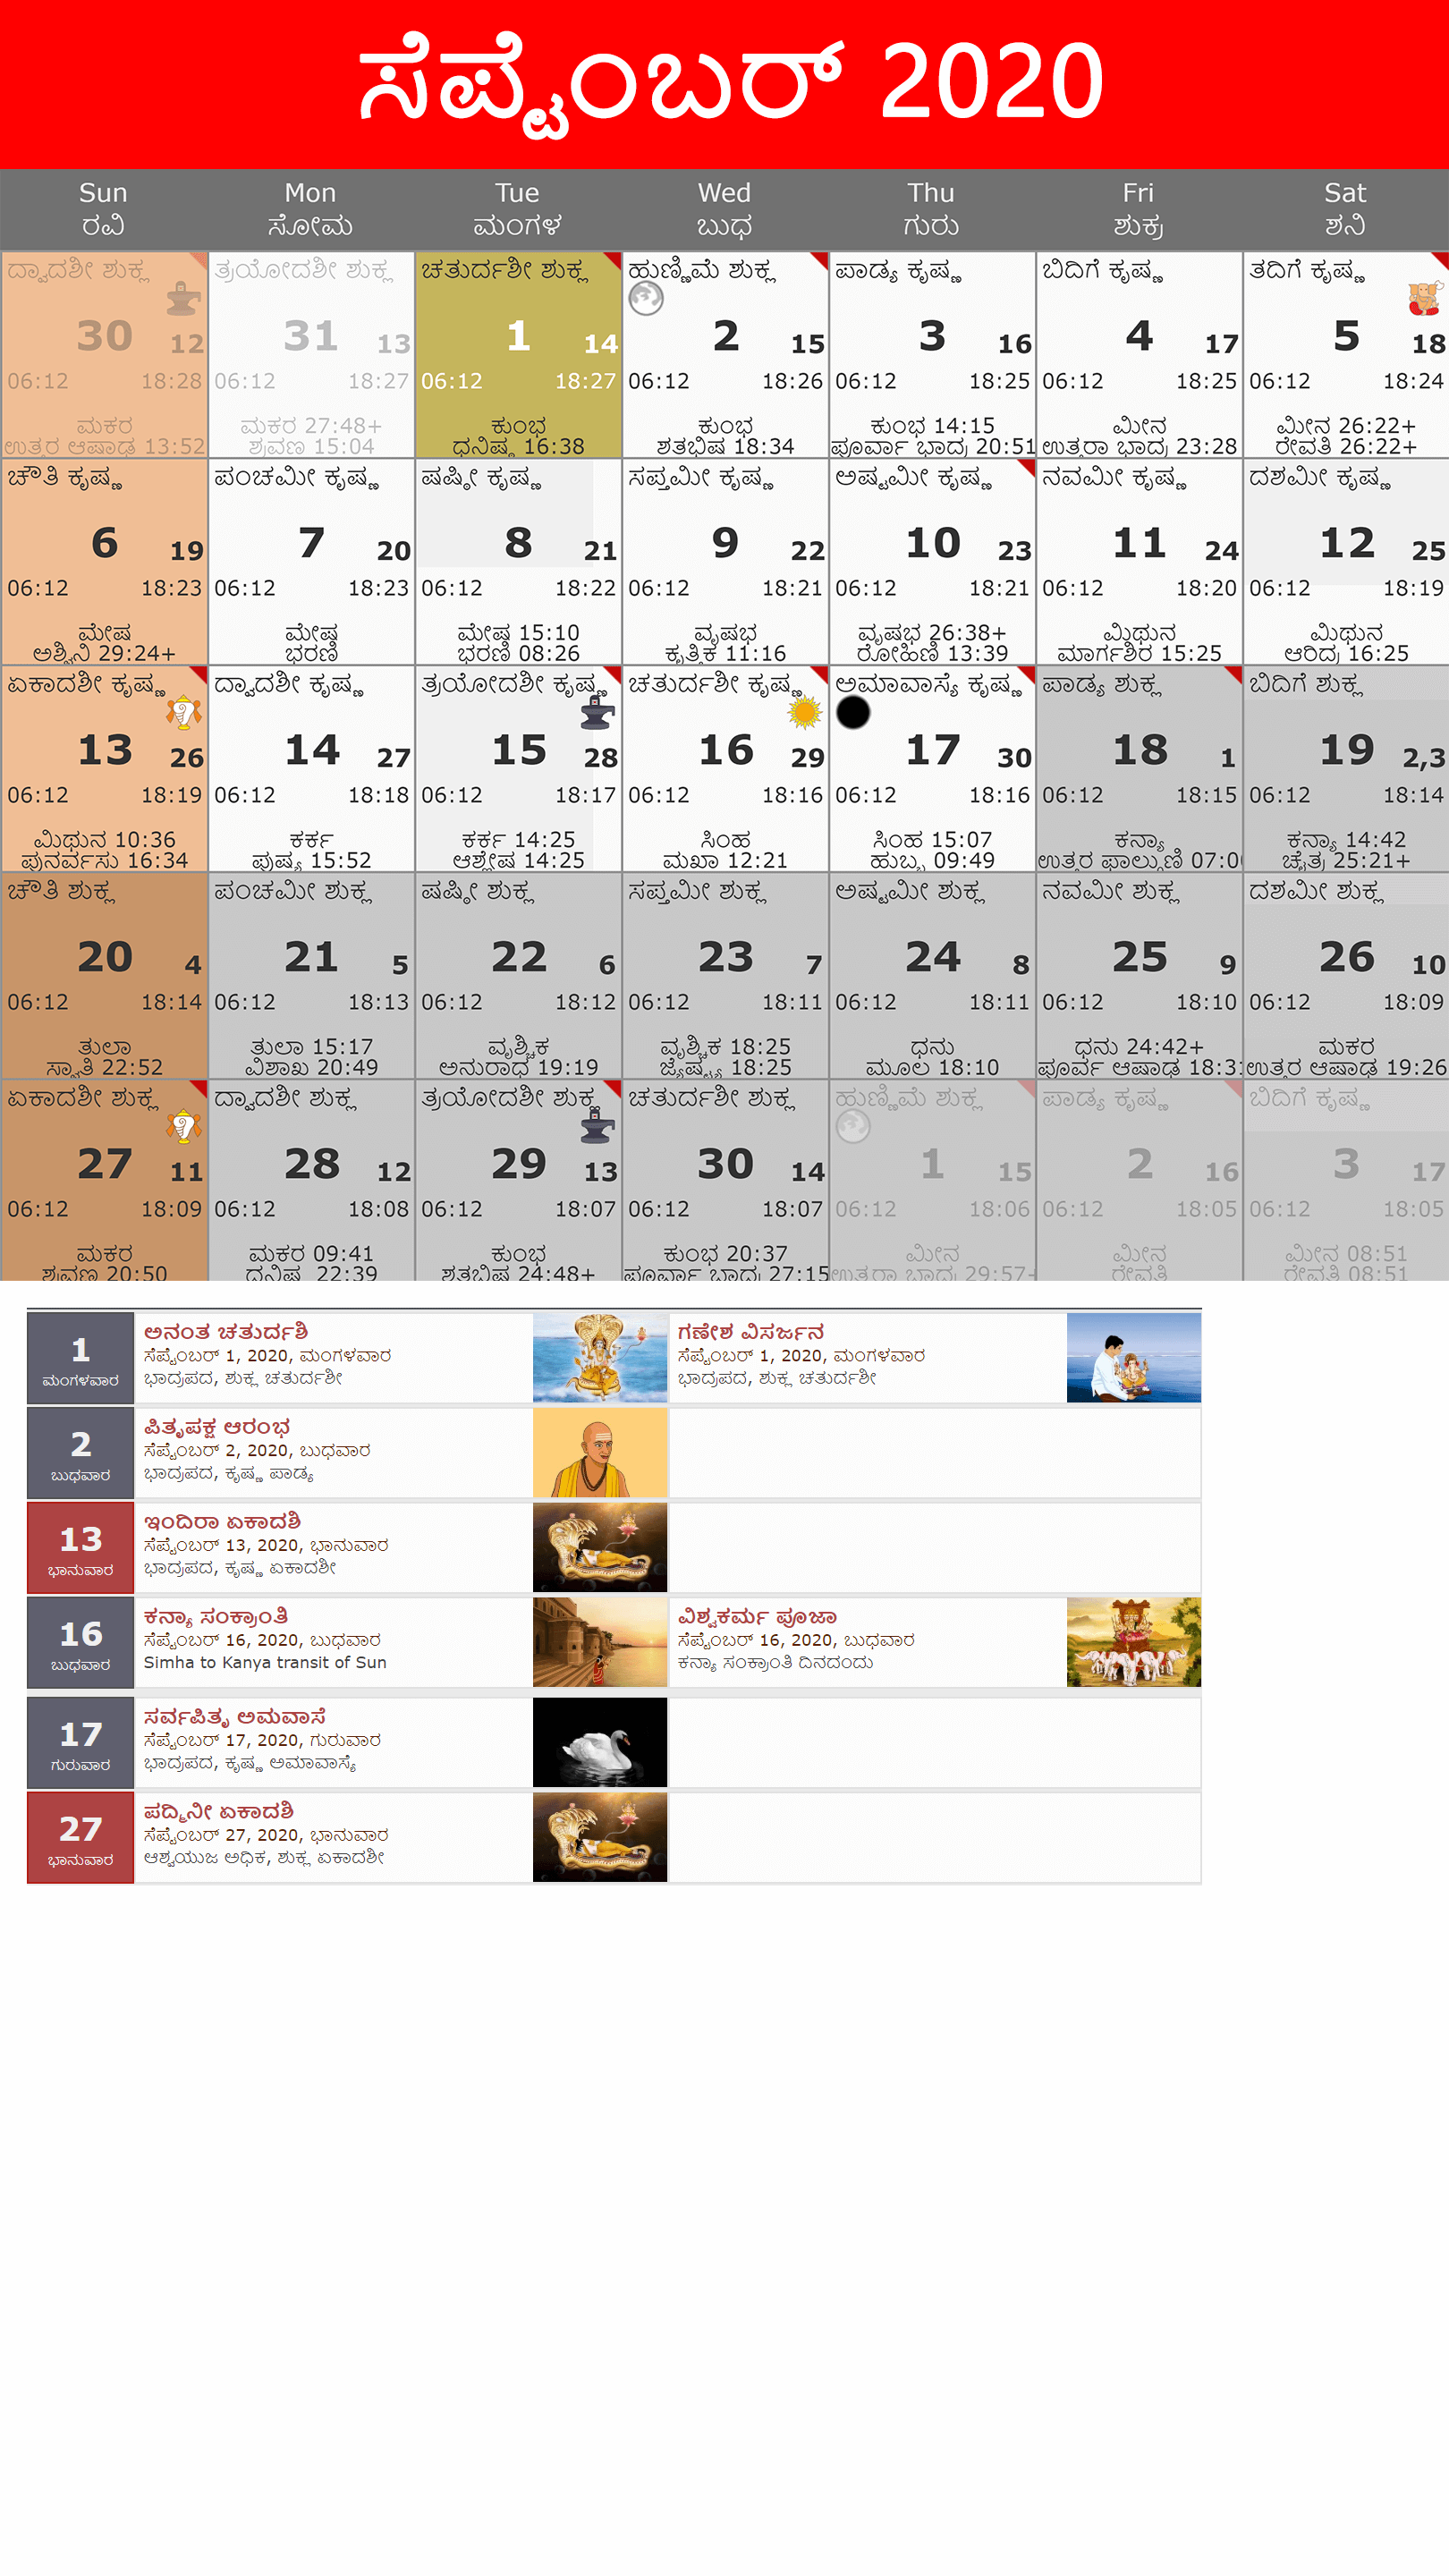 ಸೆಪ್ಟೆಂಬರ್ 2020
Sun Mon Tue Wed Thu Fri Sat
ರವಿ ಸೋಮ ಮಂಗಳ ಬುಧ ಗುರು ಶುಕ್ರ ಶನಿ
ದ್ವಾದಶೀ ಶುಕ್ಲ ತ್ರಯೋದಶೀ ಶುಕ್ಲ ಚತುರ್ದಶೀ ಶುಕ್ಲ ಹುಣ್ಣಿಮೆ ಶುಕ್ಲ ಪಾಡ್ಯ ಕೃಷ್ಣ ಬಿದಿಗೆ ಕೃಷ್ಣ ತದಿಗೆ ಕೃಷ್ಣ
30 12 31 13 1 14 2 15 3 16 4 17 5 18
06:12 18:28 06:12 18:27 06:12 18:27 06:12 18:26 06:12 18:25 06:12 18:25 06:12 18:24
ಮಕರ ಮಕರ 27:48+ ಕುಂಭ ಕುಂಭ ಕುಂಭ 14:15 ಮೀನ ಮೀನ 26:22+
ಉತ್ತರ ಆಷಾಢ 13:52 ಶ್ರವಣ 15:04 ಧನಿಷ್ಠ 16:38 ಶತಭಿಷ 18:34 ಪೂರ್ವಾ ಭಾದ್ರ 20:51 ಉತ್ತರಾ ಭಾದ್ರ 23:28 ರೇವತಿ 26:22+
ಚೌತಿ ಕೃಷ್ಣ ಪಂಚಮೀ ಕೃಷ್ಣ ಷಷ್ಠೀ ಕೃಷ್ಣ ಸಪ್ತಮೀ ಕೃಷ್ಣ ಅಷ್ಟಮೀ ಕೃಷ್ಣ ನವಮೀ ಕೃಷ್ಣ ದಶಮೀ ಕೃಷ್ಣ
6 19 7 20 8 21 9 22 10 23 11 24 12 25
06:12 18:23 06:12 18:23 06:12 18:22 06:12 18:21 06:12 18:21 06:12 18:20 06:12 18:19
ಮೇಷ ಮೇಷ ಮೇಷ 15:10 ವೃಷಭ ವೃಷಭ 26:38+ ಮಿಥುನ ಮಿಥುನ
ಅಶ್ವಿನಿ 29:24+ ಭರಣಿ ಭರಣಿ 08:26 ಕೃತ್ತಿಕ 11:16 ರೋಹಿಣಿ 13:39 ಮಾರ್ಗಶಿರ 15:25 ಆರಿದ್ರ 16:25
ಏಕಾದಶೀ ಕೃಷ್ಣ ದ್ವಾದಶೀ ಕೃಷ್ಣ ತ್ರಯೋದಶೀ ಕೃಷ್ಣ ಚತುರ್ದಶೀ ಕೃಷ್ಣ ಅಮಾವಾಸ್ಯೆ ಕೃಷ್ಣ ಪಾಡ್ಯ ಶುಕ್ಲ ಬಿದಿಗೆ ಶುಕ್ಲ
13 26 14 27 15 28 16 29 17 30 18 1 19 2,3
06:12 18:19 06:12 18:18 06:12 18:17 06:12 18:16 06:12 18:16 06:12 18:15 06:12 18:14
ಮಿಥುನ 10:36 ಕರ್ಕ ಕರ್ಕ 14:25 ಸಿಂಹ ಸಿಂಹ 15:07 ಕನ್ಯಾ ಕನ್ಯಾ 14:42
ಪುನರ್ವಸು 16:34 ಪುಷ್ಯ 15:52 ಆಶ್ಲೇಷ 14:25 ಮಖಾ 12:21 ಹುಬ್ಬ 09:49 ಉತ್ತರ ಫಾಲ್ಗುಣಿ 07:0 ಚೈತ್ರ 25:21+
ಚೌತಿ ಶುಕ್ಲ ಪಂಚಮೀ ಶುಕ್ಲ ಷಷ್ಠೀ ಶುಕ್ಲ ಸಪ್ತಮೀ ಶುಕ್ಲ ಅಷ್ಟಮೀ ಶುಕ್ಲ ನವಮೀ ಶುಕ್ಲ ದಶಮೀ ಶುಕ್ಲ
20 4 21 5 22 6 23 7 24 8 25 9 26 10
06:12 18:14 06:12 18:13 06:12 18:12 06:12 18:11 06:12 18:11 06:12 18:10 06:12 18:09
ತುಲಾ ತುಲಾ 15:17 ವೃಶ್ಚಿಕ ವೃಶ್ಚಿಕ 18:25 ಧನು ಧನು 24:42+ ಮಕರ
ಸ್ವಾತಿ 22:52 ವಿಶಾಖ 20:49 ಅನುರಾಧ 19:19 ಜ್ಯೇಷ್ಟ್ಯ 18:25 ಮೂಲ 18:10 ಪೂರ್ವ ಆಷಾಢ 18:3 ಉತ್ತರ ಆಷಾಢ 19:26
ಏಕಾದಶೀ ಶುಕ್ಲ ದ್ವಾದಶೀ ಶುಕ್ಲ ತ್ರಯೋದಶೀ ಶುಕ್ಲ ಚತುರ್ದಶೀ ಶುಕ್ಲ ಹುಣ್ಣಿಮೆ ಶುಕ್ಲ ಪಾಡ್ಯ ಕೃಷ್ಣ ಬಿದಿಗೆ ಕೃಷ್ಣ
27 11 28 12 29 13 30 14 1 15 2 16 3 17
06:12 18:09 06:12 18:08 06:12 18:07 06:12 18:07 06:12 18:06 06:12 18:05 06:12 18:05
ಮಕರ ಮಕರ 09:41 ಕುಂಭ ಕುಂಭ 20:37 ಮೀನ ಮೀನ ಮೀನ 08:51
ಶ್ರವಣ 20:50 ಧನಿಷ್ಠ 22:39 ಶತಭಿಷ 24:48+ ಪೂರ್ವಾ ಭಾದ್ರ 27:15 ಉತ್ತರಾ ಭಾದ್ರ 29:57+ ರೇವತಿ ರೇವತಿ 08:51
1
ಮಂಗಳವಾರ
ಅನಂತ ಚತುರ್ದಶಿ
ಸೆಪ್ಟೆಂಬರ್ 1, 2020, ಮಂಗಳವಾರ
ಭಾದ್ರಪದ, ಶುಕ್ಲ ಚತುರ್ದಶೀ
ಗಣೇಶ ವಿಸರ್ಜನ
ಸೆಪ್ಟೆಂಬರ್ 1, 2020, ಮಂಗಳವಾರ
ಭಾದ್ರಪದ, ಶುಕ್ಲ ಚತುರ್ದಶೀ
2
ಬುಧವಾರ
ಪಿತೃಪಕ್ಷ ಆರಂಭ
ಸೆಪ್ಟೆಂಬರ್ 2, 2020, ಬುಧವಾರ
ಭಾದ್ರಪದ, ಕೃಷ್ಣ ಪಾಡ್ಯ
13
ಭಾನುವಾರ
ಇಂದಿರಾ ಏಕಾದಶಿ
ಸೆಪ್ಟೆಂಬರ್ 13, 2020, ಭಾನುವಾರ
ಭಾದ್ರಪದ, ಕೃಷ್ಣ ಏಕಾದಶೀ
16
ಬುಧವಾರ
ಕನ್ಯಾ ಸಂಕ್ರಾಂತಿ
ಸೆಪ್ಟೆಂಬರ್ 16, 2020, ಬುಧವಾರ
Simha to Kanya transit of Sun
ವಿಶ್ವಕರ್ಮ ಪೂಜಾ
ಸೆಪ್ಟೆಂಬರ್ 16, 2020, ಬುಧವಾರ
ಕನ್ಯಾ ಸಂಕ್ರಾಂತಿ ದಿನದಂದು
17
ಗುರುವಾರ
ಸರ್ವಪಿತೃ ಅಮವಾಸೆ
ಸೆಪ್ಟೆಂಬರ್ 17, 2020, ಗುರುವಾರ
ಭಾದ್ರಪದ, ಕೃಷ್ಣ ಅಮಾವಾಸ್ಯೆ
27
ಭಾನುವಾರ
ಪದ್ಮಿನೀ ಏಕಾದಶಿ
ಸೆಪ್ಟೆಂಬರ್ 27, 2020, ಭಾನುವಾರ
ಆಶ್ವಯುಜ ಅಧಿಕ, ಶುಕ್ಲ ಏಕಾದಶೀ